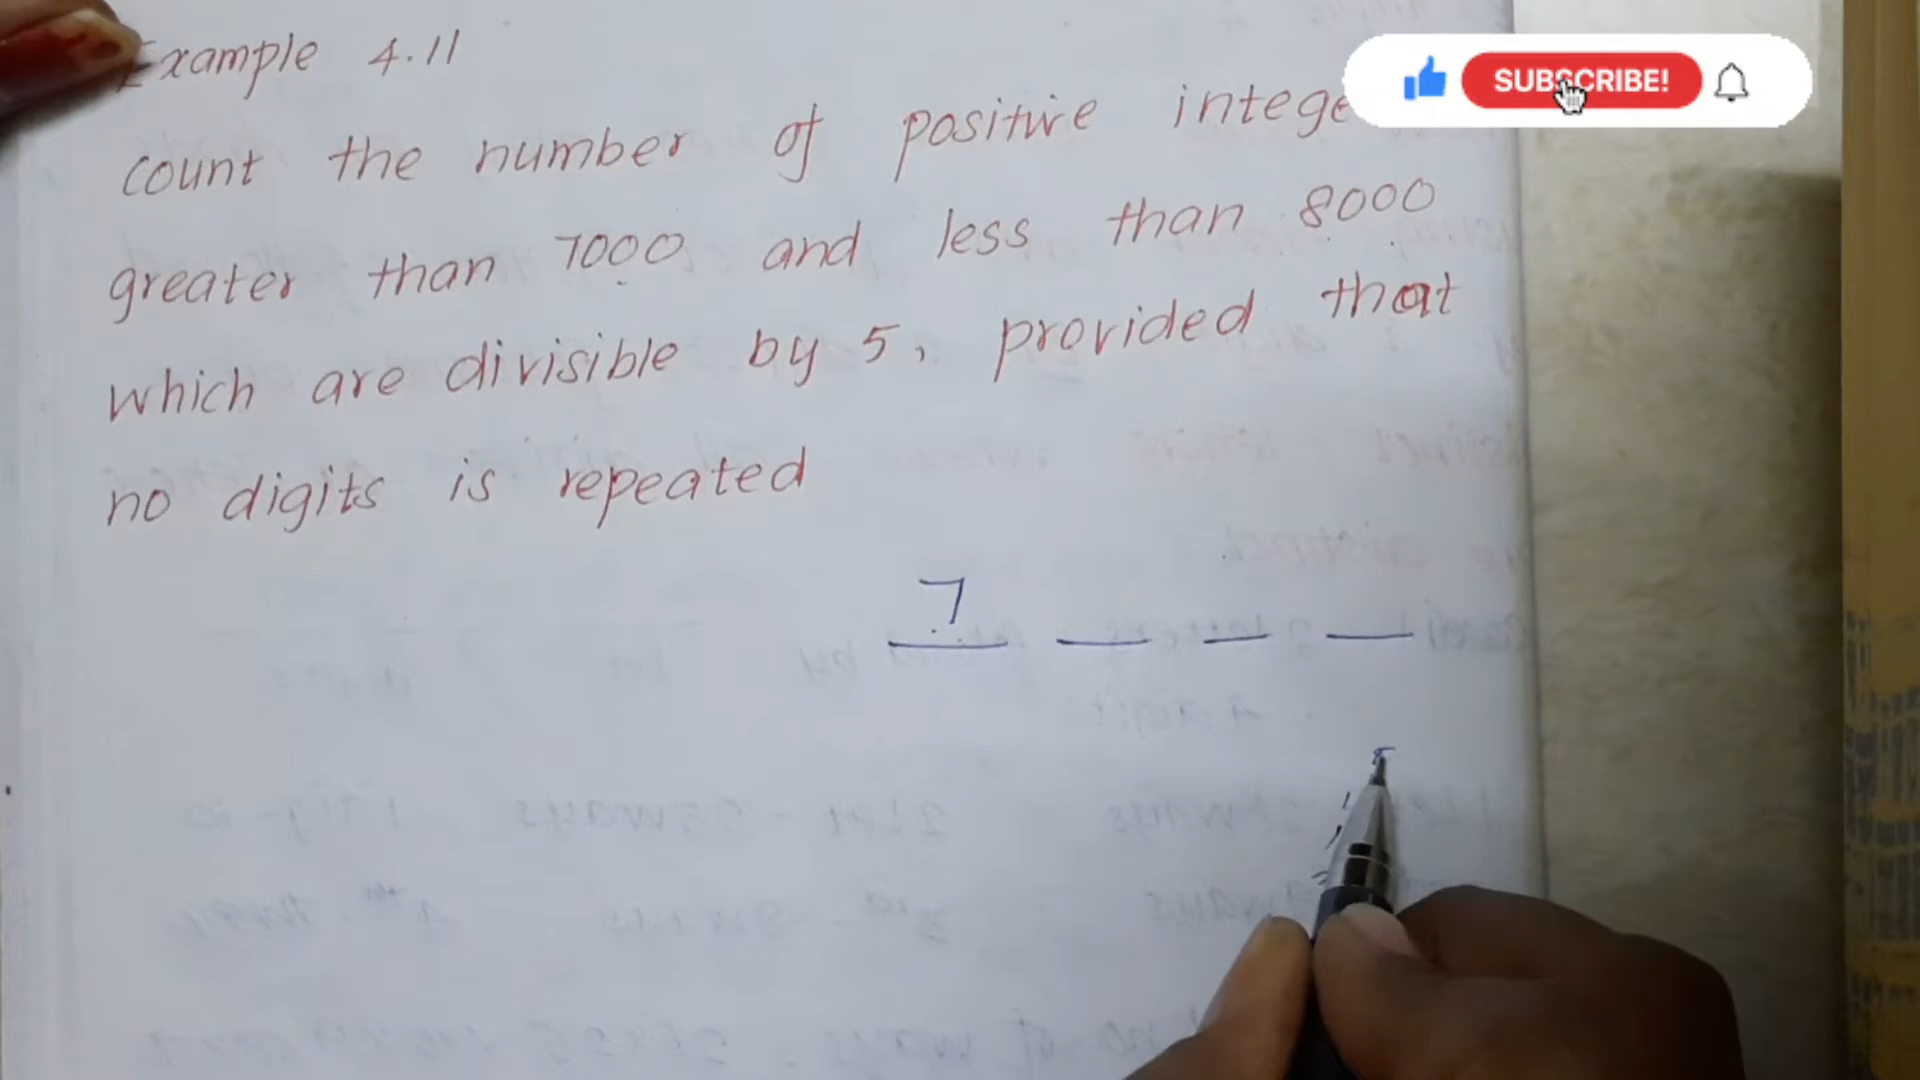 Example 4.11
SUBSCRIBE!
count the number of positive intege
greater than 7000 and less than 8000
which are divisible by 5, provided that
no digits is repeated
7